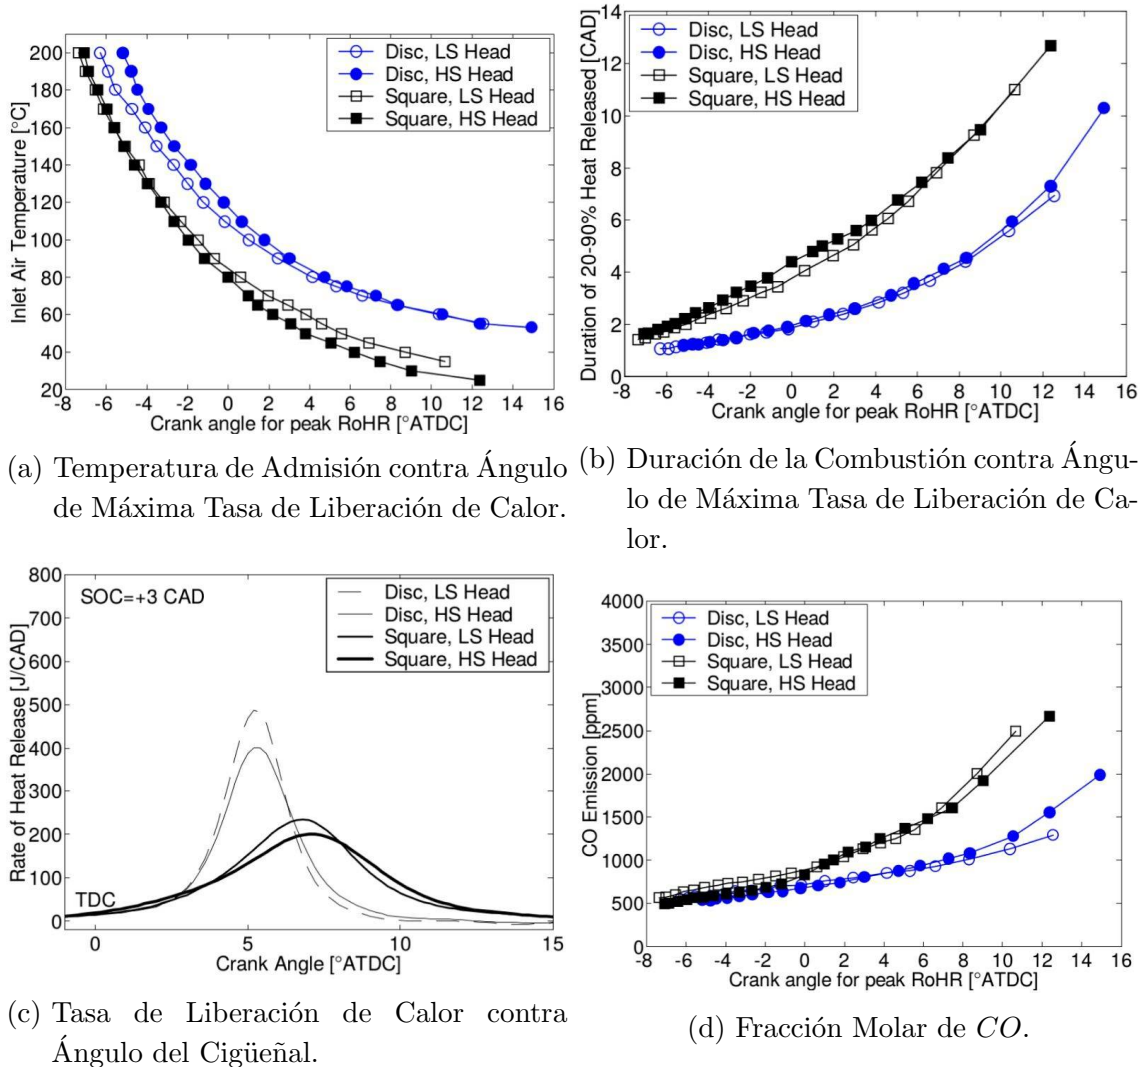 200
180
160
140
120
100
80
60
40
20
Inlet Air Temperature [°C]
Disc, LS Head
Disc, HS Head
Square, LS Head
Square, HS Head
-8 -6 -4 -2 0 2 4 6 8 10 12 14 16
Crank angle for peak RoHR [°ATDC]
(a) Temperatura de Admisión contra Ángulo
de Máxima Tasa de Liberación de Calor.
14
12
10
8
6
4
2
0
Duration of 20-90% Heat Released [CAD]
Disc, LS Head
Disc, HS Head
Square, LS Head
Square, HS Head
-8 -6 -4 -2 0 2 4 6 8 10 12 14 16
Crank angle for peak RoHR [°ATDC]
(b) Duración de la Combustión contra Ángu-
lo de Máxima Tasa de Liberación de Ca-
lor.
800
700
600
500
400
300
200
100
0
Rate of Heat Release [J/CAD]
SOC=+3 CAD
Disc, LS Head
Disc, HS Head
Square, LS Head
Square, HS Head
TDC
0 5 10 15
Crank Angle [°ATDC]
(c) Tasa de Liberación de Calor contra
Ángulo del Cigüeñal.
4000
3500
3000
2500
2000
1500
1000
500
0
CO Emission [ppm]
Disc, LS Head
Disc, HS Head
Square, LS Head
Square, HS Head
-8 -6 -4 -2 0 2 4 6 8 10 12 14 16
Crank angle for peak RoHR [°ATDC]
(d) Fracción Molar de CO.